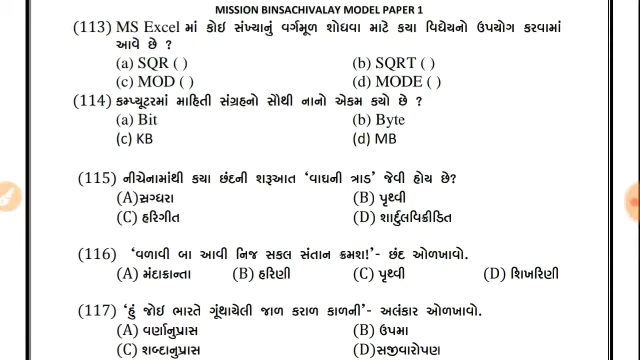 MISSION BINSACHIVALAY MODEL PAPER 1
(113) MS Excel માં કોઈ સંખ્યાનું વર્ગમૂળ શોધવા માટે કયા વિધેયનો ઉપયોગ કરવામાં
આવે છે ?
(a) SQR ( ) (b) SQRT ( )
(c) MOD ( ) (d) MODE ( )
(114) કમ્પ્યૂટરમાં માહિતી સંગ્રહનો સૌથી નાનો એકમ કયો છે ?
(a) Bit (b) Byte
(c) KB (d) MB
(115) નીચેનામાંથી કયા છંદની શરૂઆત ‘વાઘની ત્રાડ’ જેવી હોય છે?
(A)સ્રગ્ધરા (B) પૃથ્વી
(C) હરિગીત (D) શાર્દુલવિક્રીડિત
(116) ‘વળાવી બા આવી નિજ સકલ સંતાન ક્રમશ!’- છંદ ઓળખાવો.
(A) મંદાક્રાન્તા (B) હરિણી (C) પૃથ્વી (D) શિખરિણી
(117) ‘હું જોઇ ભારતે ગૂંથાયેલી જાળ કરાળ કાળની’- અલંકાર ઓળખાવો.
(A) વર્ણાનુપ્રાસ (B) ઉપમા
(C) શબ્દાનુપ્રાસ (D)સજીવારોપણ